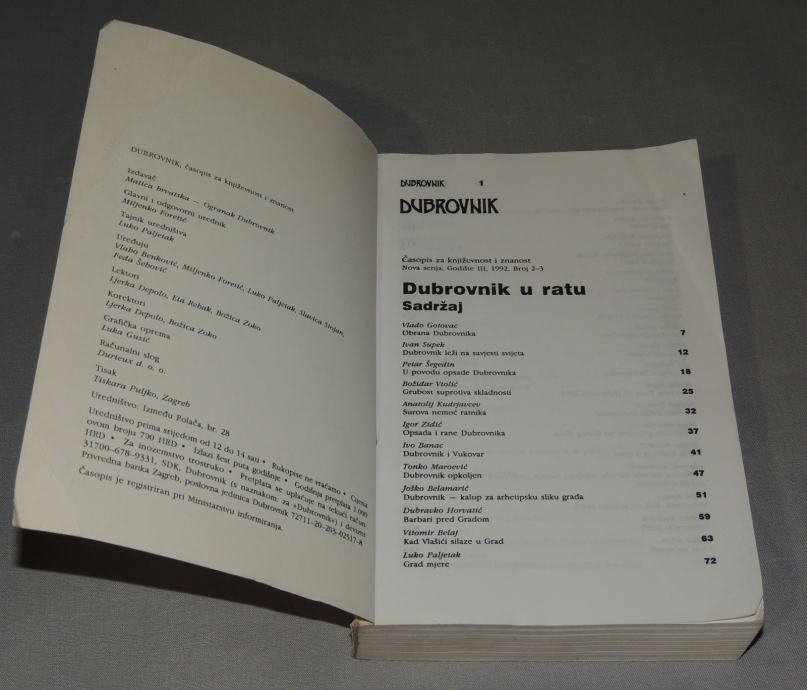 DUBROVNIK, časopis za književnost i znanost
Izdavač
Matica hrvatska — Ogranak Dubrovnik
Glavni i odgovorni urednik
Miljenko Foretić
Tajnik uredništva
Luko Paljetak
Uređuju
Vlaho Benković, Miljenko Foretić, Luko Paljetak, Slavica Stojan,
Feđa Šehović
Lektori
Ljerka Depolo, Eta Rehak, Božica Zoko
Korektori
Ljerka Depolo, Božica Zoko
Grafička oprema
Luka Gusić
Računalni slog
Durieux d. o. o.
Tisak
Tiskara Puljko, Zagreb
Uredništvo: Između Polača, br. 28
Uredništvo prima srijedom od 12 do 14 sati • Rukopise ne vraćamo • Cijena
ovom broju 790 HRD • Izlazi šest puta godišnje • Godišnja pretplata 1.000
HRD • Za inozemstvo trostruko • Pretplata se uplaćuje na tekući račun:
31700-678-9331, SDK, Dubrovnik (s naznakom: za »Dubrovnik«) i devizni:
Privredna banka Zagreb, poslovna jedinica Dubrovnik 72711-20-203-02517-8
Časopis je registriran pri Ministarstvu informiranja.
DUBROVNIK 1
DUBROVNIK
Časopis za književnost i znanost
Nova serija, Godište III, 1992, Broj 2–3
Dubrovnik u ratu
Sadržaj
Vlado Gotovac
Obrana Dubrovnika 7
Ivan Supek
Dubrovnik leži na savjesti svijeta 12
Petar Šegedin
U povodu opsade Dubrovnika 18
Božidar Violić
Grubost suprotiva skladnosti 25
Anatolij Kudrjavcev
Surova nemoć ratnika 32
Igor Zidić
Opsada i rane Dubrovnika 37
Ivo Banac
Dubrovnik i Vukovar 41
Tonko Maroević
Dubrovnik opkoljen 47
Joško Belamarić
Dubrovnik — kalup za arhetipsku sliku grada 51
Dubravko Horvatić
Barbari pred Gradom 59
Vitomir Belaj
Kad Vlašići silaze u Grad 63
Luko Paljetak
Grad mjere 72